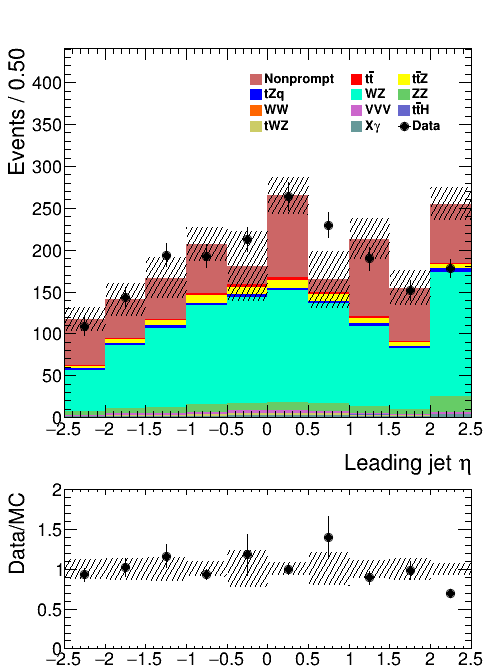 Events / 0.50
400
350
300
250
200
150
100
50
0
Nonprompt tt̄ tt̄Z
tZq WZ ZZ
WW VVV tt̄H
tWZ Xγ Data
−2.5 −2 −1.5 −1 −0.5 0 0.5 1 1.5 2 2.5
Leading jet η
Data/MC
2
1.5
1
0.5
0
−2.5 −2 −1.5 −1 −0.5 0 0.5 1 1.5 2 2.5